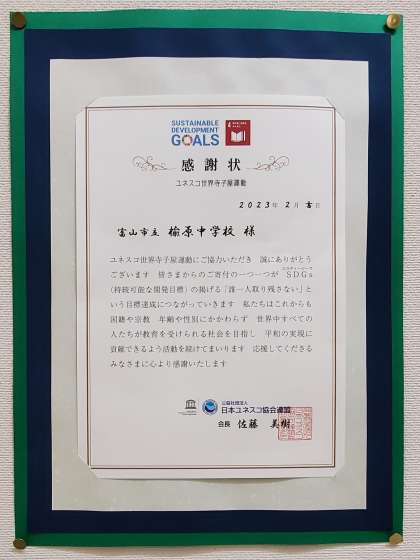 SUSTAINABLE
DEVELOPMENT
GOALS
4
感謝状
ユネスコ世界寺子屋運動
2023年2月吉日
富山市立 楡原中学校 様
ユネスコ世界寺子屋運動にご協力いただき 誠にありがとう
ございます 皆さまからのご寄付の一つ一つが SDGs
(持続可能な開発目標)の掲げる「誰一人取り残さない」と
いう目標達成につながっていきます 私たちはこれからも
国籍や宗教 年齢や性別にかかわらず 世界中すべての
人たちが教育を受けられる社会を目指し 平和の実現に
貢献できるよう活動を続けてまいります 応援してくださる
みなさまに心より感謝いたします
公益社団法人
日本ユネスコ協会連盟
会長 佐藤 美樹